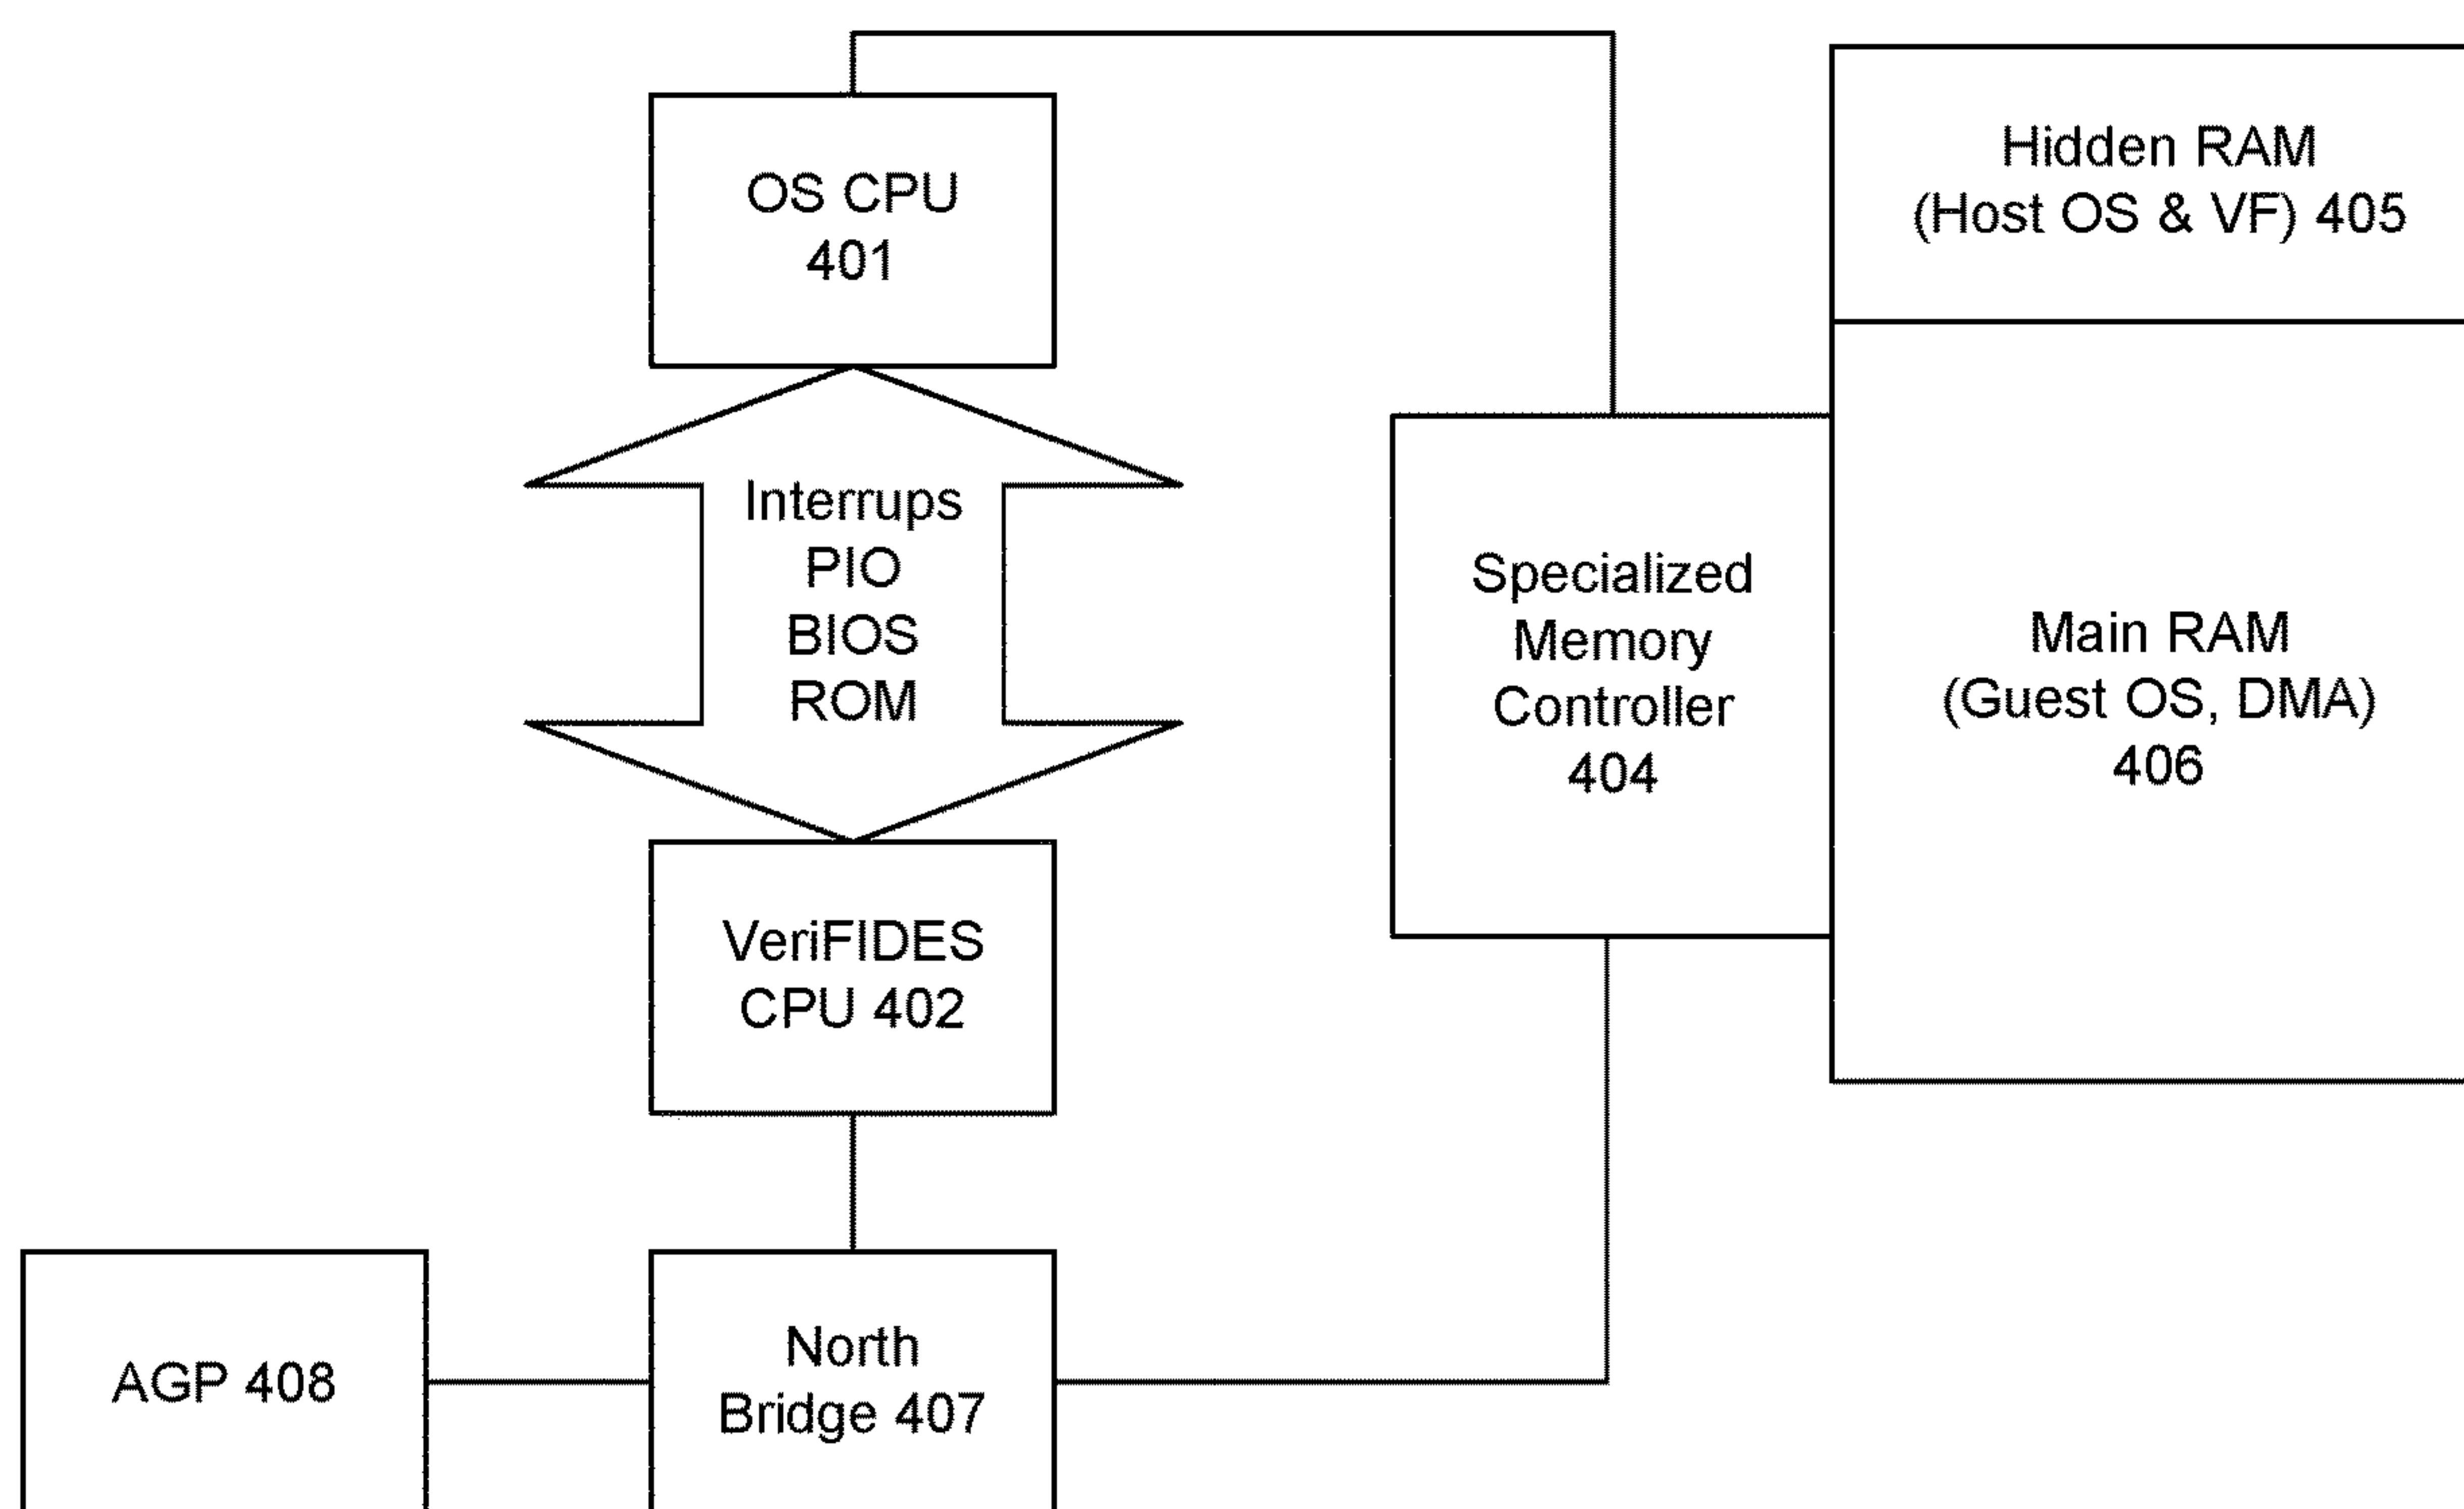 OS CPU
401
Interrups
PIO
BIOS
ROM
VeriFIDES
CPU 402
AGP 408
North
Bridge 407
Specialized
Memory
Controller
404
Hidden RAM
(Host OS & VF) 405
Main RAM
(Guest OS, DMA)
406